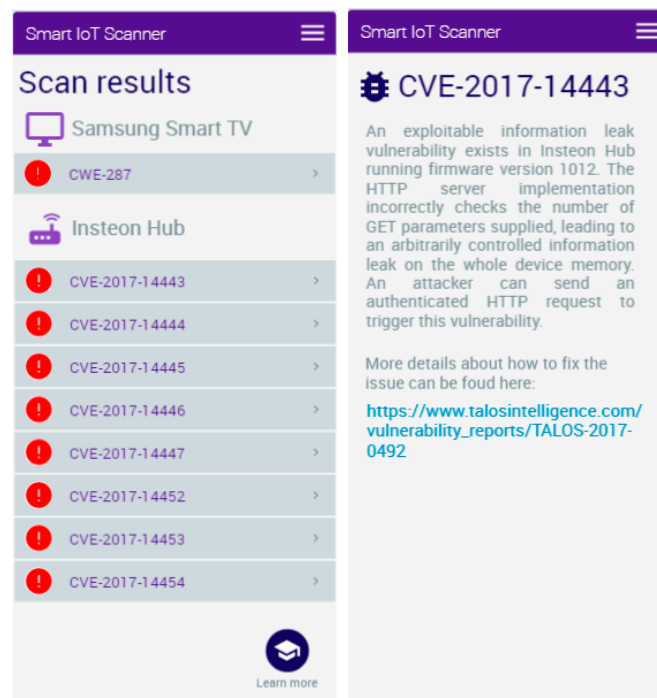 Smart IoT Scanner
Scan results
Samsung Smart TV
CWE-287
Insteon Hub
CVE-2017-14443
CVE-2017-14444
CVE-2017-14445
CVE-2017-14446
CVE-2017-14447
CVE-2017-14452
CVE-2017-14453
CVE-2017-14454
Learn more
Smart IoT Scanner
CVE-2017-14443
An exploitable information leak
vulnerability exists in Insteon Hub
running firmware version 1012. The
HTTP server implementation
incorrectly checks the number of
GET parameters supplied, leading to
an arbitrarily controlled information
leak on the whole device memory.
An attacker can send an
authenticated HTTP request to
trigger this vulnerability.
More details about how to fix the
issue can be foud here:
https://www.talosintelligence.com/
vulnerability_reports/TALOS-2017-
0492